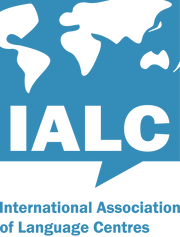 IALC
International Association
of Language Centres